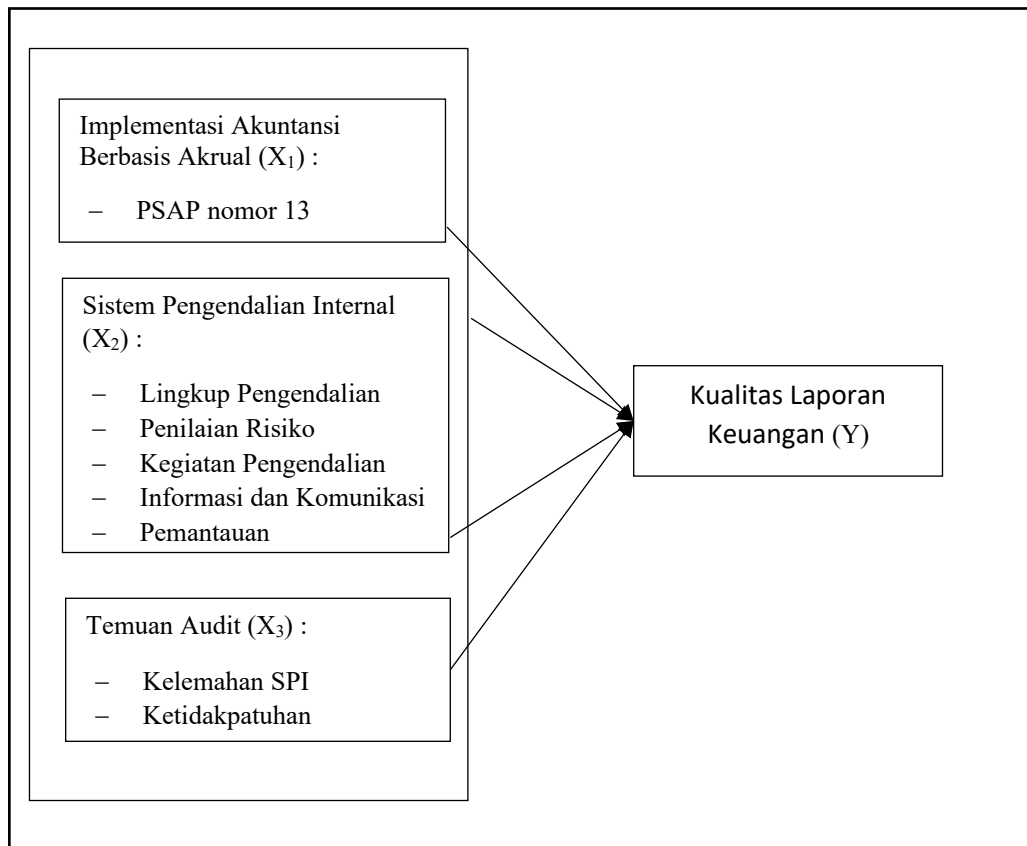 Implementasi Akuntansi
Berbasis Akrual (X₁) :
– PSAP nomor 13
Sistem Pengendalian Internal
(X₂) :
– Lingkup Pengendalian
– Penilaian Risiko
– Kegiatan Pengendalian
– Informasi dan Komunikasi
– Pemantauan
Temuan Audit (X₃) :
– Kelemahan SPI
– Ketidakpatuhan
Kualitas Laporan
Keuangan (Y)